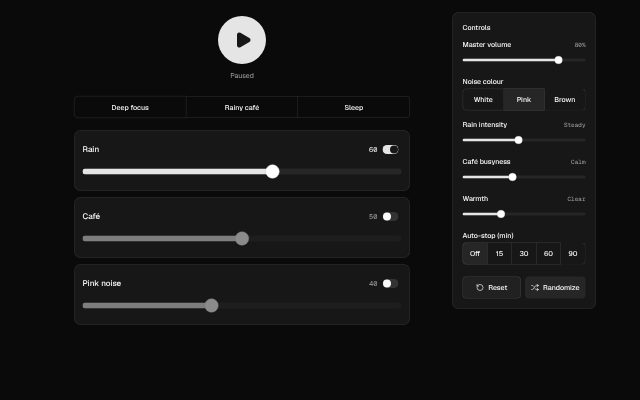 Paused
Deep focus
Rainy café
Sleep
Rain
60
Café
50
Pink noise
40
Controls
Master volume
80%
Noise colour
White
Pink
Brown
Rain intensity
Steady
Café busyness
Calm
Warmth
Clear
Auto-stop (min)
Off
15
30
60
90
Reset
Randomize